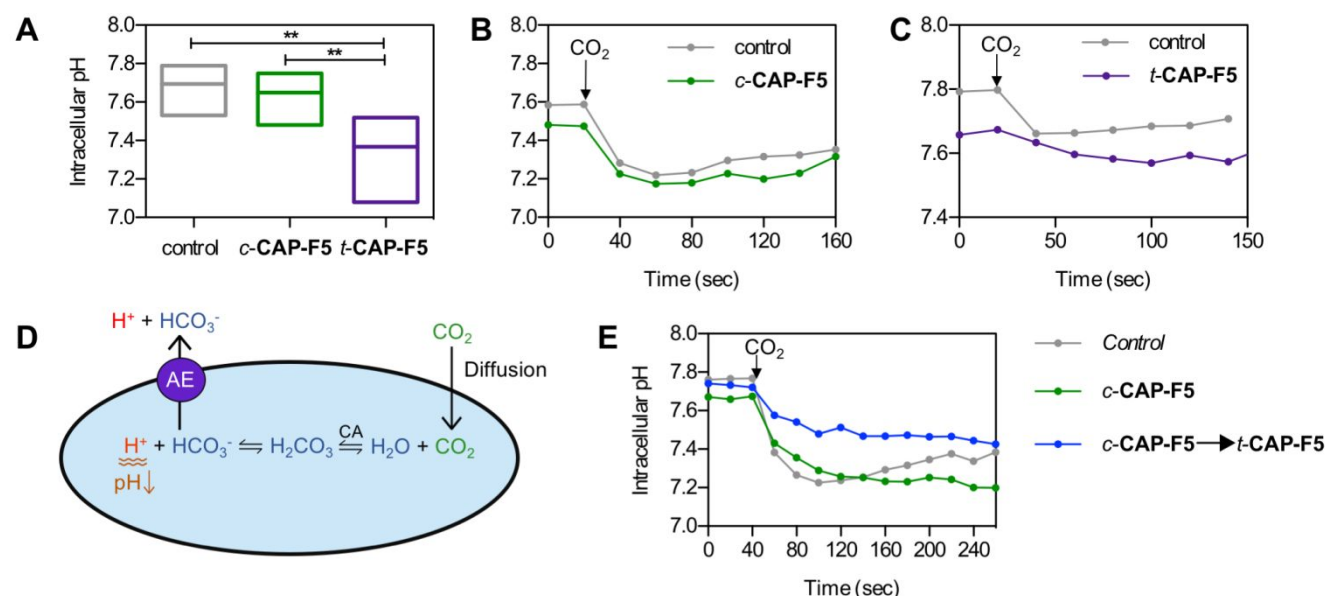 A
Intracellular pH
8.0
7.8
7.6
7.4
7.2
7.0
**
**
control c-CAP-F5 t-CAP-F5
B
CO2
control
c-CAP-F5
8.0
7.8
7.6
7.4
7.2
7.0
0 40 80 120 160
Time (sec)
C
CO2
control
t-CAP-F5
8.0
7.8
7.6
7.4
0 50 100 150
Time (sec)
D
H+ + HCO3-
CO2
AE
Diffusion
H+ + HCO3- ⇌ H2CO3 ⇌ H2O + CO2
CA
pH↓
E
Intracellular pH
CO2
8.0
7.8
7.6
7.4
7.2
7.0
0 40 80 120 160 200 240
Time (sec)
Control
c-CAP-F5
c-CAP-F5 → t-CAP-F5